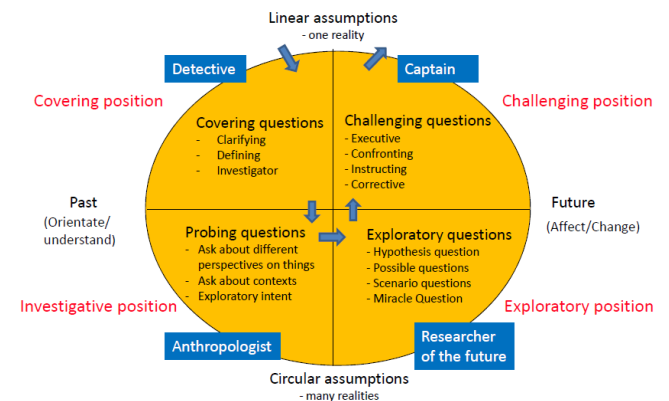 Linear assumptions
- one reality
Detective
Captain
Covering position
Challenging position
Covering questions
- Clarifying
- Defining
- Investigator
Challenging questions
- Executive
- Confronting
- Instructing
- Corrective
Past
(Orientate/
understand)
Future
(Affect/Change)
Probing questions
- Ask about different
perspectives on things
- Ask about contexts
- Exploratory intent
Exploratory questions
- Hypothesis question
- Possible questions
- Scenario questions
- Miracle Question
Investigative position
Exploratory position
Anthropologist
Researcher
of the future
Circular assumptions
- many realities